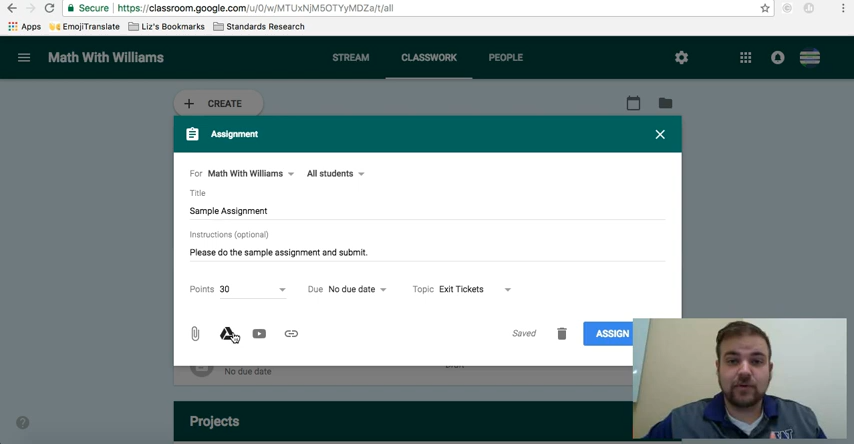 Secure https://classroom.google.com/u/0/w/MTUxNjM5OTYyMDZa/t/all
Apps EmojiTranslate Liz's Bookmarks Standards Research
Math With Williams STREAM CLASSWORK PEOPLE
+ CREATE
Assignment
For Math With Williams All students
Title
Sample Assignment
Instructions (optional)
Please do the sample assignment and submit.
Points 30 Due No due date Topic Exit Tickets
Saved ASSIGN
No due date
Projects